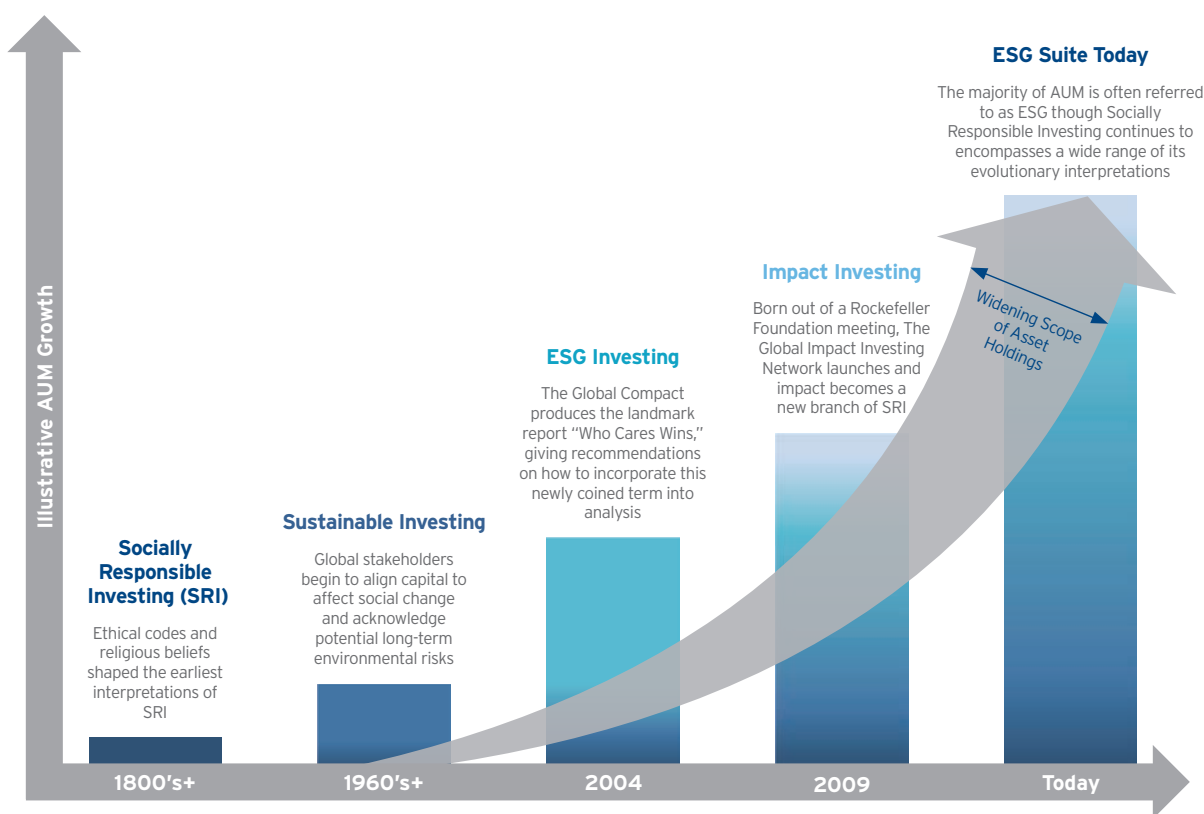 Illustrative AUM Growth
Socially
Responsible
Investing (SRI)
Ethical codes and
religious beliefs
shaped the earliest
interpretations of
SRI
1800's+
Sustainable Investing
Global stakeholders
begin to align capital to
affect social change
and acknowledge
potential long-term
environmental risks
1960's+
ESG Investing
The Global Compact
produces the landmark
report “Who Cares Wins,”
giving recommendations
on how to incorporate this
newly coined term into
analysis
2004
Impact Investing
Born out of a Rockefeller
Foundation meeting, The
Global Impact Investing
Network launches and
impact becomes a
new branch of SRI
2009
ESG Suite Today
The majority of AUM is often referred
to as ESG though Socially
Responsible Investing continues to
encompasses a wide range of its
evolutionary interpretations
Widening Scope
of Asset
Holdings
Today